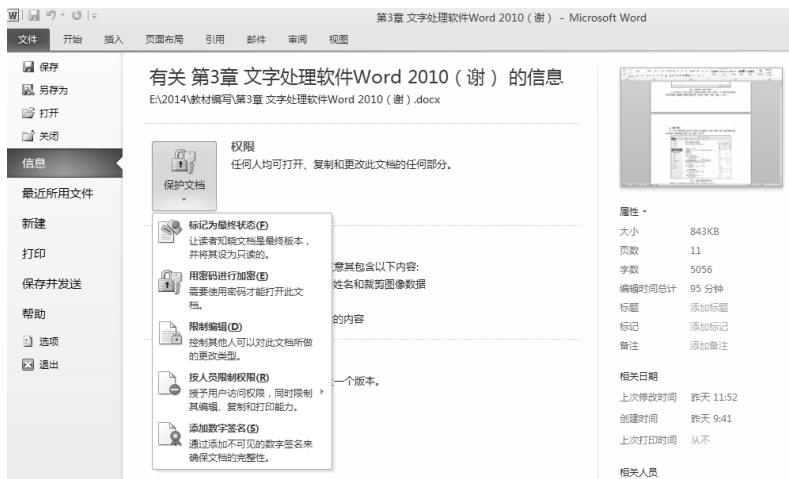 第3章 文字处理软件Word 2010（谢） - Microsoft Word
文件 开始 插入 页面布局 引用 邮件 审阅 视图
保存
另存为
打开
关闭
信息
最近所用文件
新建
打印
保存并发送
帮助
选项
退出
有关 第3章 文字处理软件Word 2010（谢）的信息
E:\2014\教材编写\第3章 文字处理软件Word 2010（谢）.docx
保护文档
权限
任何人均可打开、复制和更改此文档的任何部分。
标记为最终状态(F)
让读者知晓文档是最终版本，
并将其设为只读的。
用密码进行加密(E)
需要使用密码才能打开此文
档。
限制编辑(D)
控制其他人可以对此文档所做
的更改类型。
按人员限制权限(R)
授予用户访问权限，同时限制
其编辑、复制和打印能力。
添加数字签名(S)
通过添加不可见的数字签名来
确保文档的完整性。
意其包含以下内容:
姓名和裁剪图像数据
的内容
一个版本。
属性
大小 843KB
页数 11
字数 5056
编辑时间总计 95 分钟
标题 添加标题
标记 添加标记
备注 添加备注
相关日期
上次修改时间 昨天 11:52
创建时间 昨天 9:41
上次打印时间 从不
相关人员